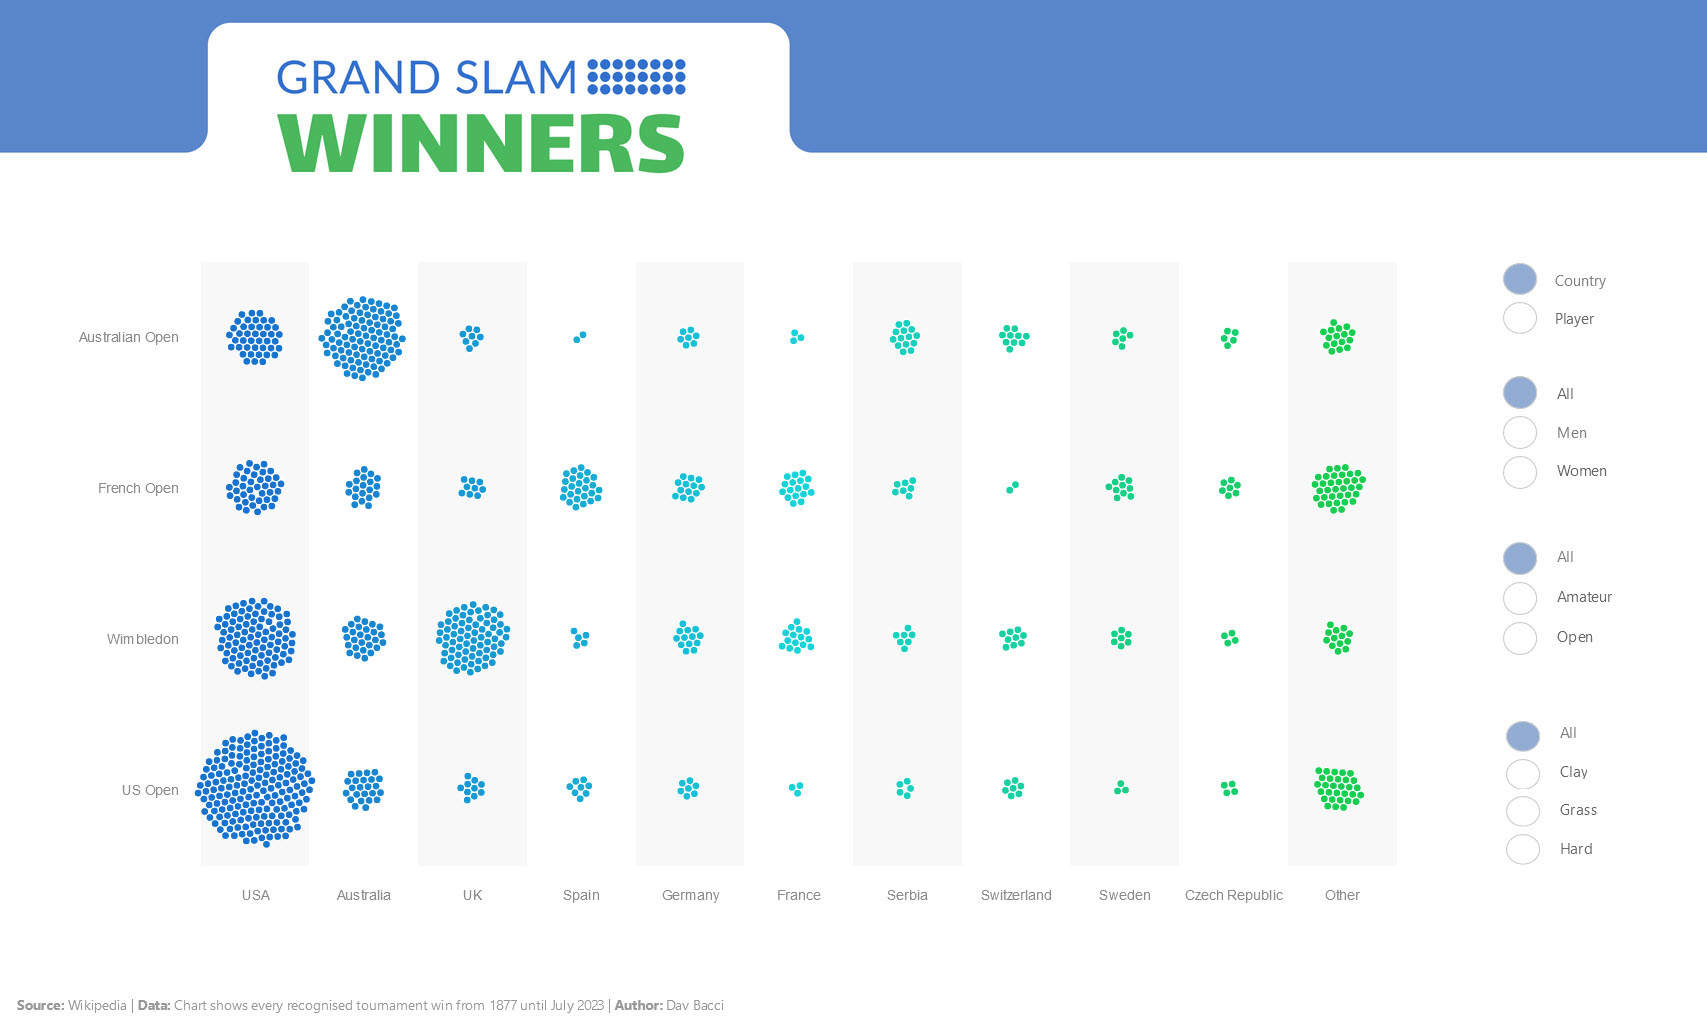 GRAND SLAM
WINNERS
Australian Open
French Open
Wimbledon
US Open
USA
Australia
UK
Spain
Germany
France
Serbia
Switzerland
Sweden
Czech Republic
Other
Country
Player
All
Men
Women
All
Amateur
Open
All
Clay
Grass
Hard
Source: Wikipedia | Data: Chart shows every recognised tournament win from 1877 until July 2023 | Author: Dav Bacci